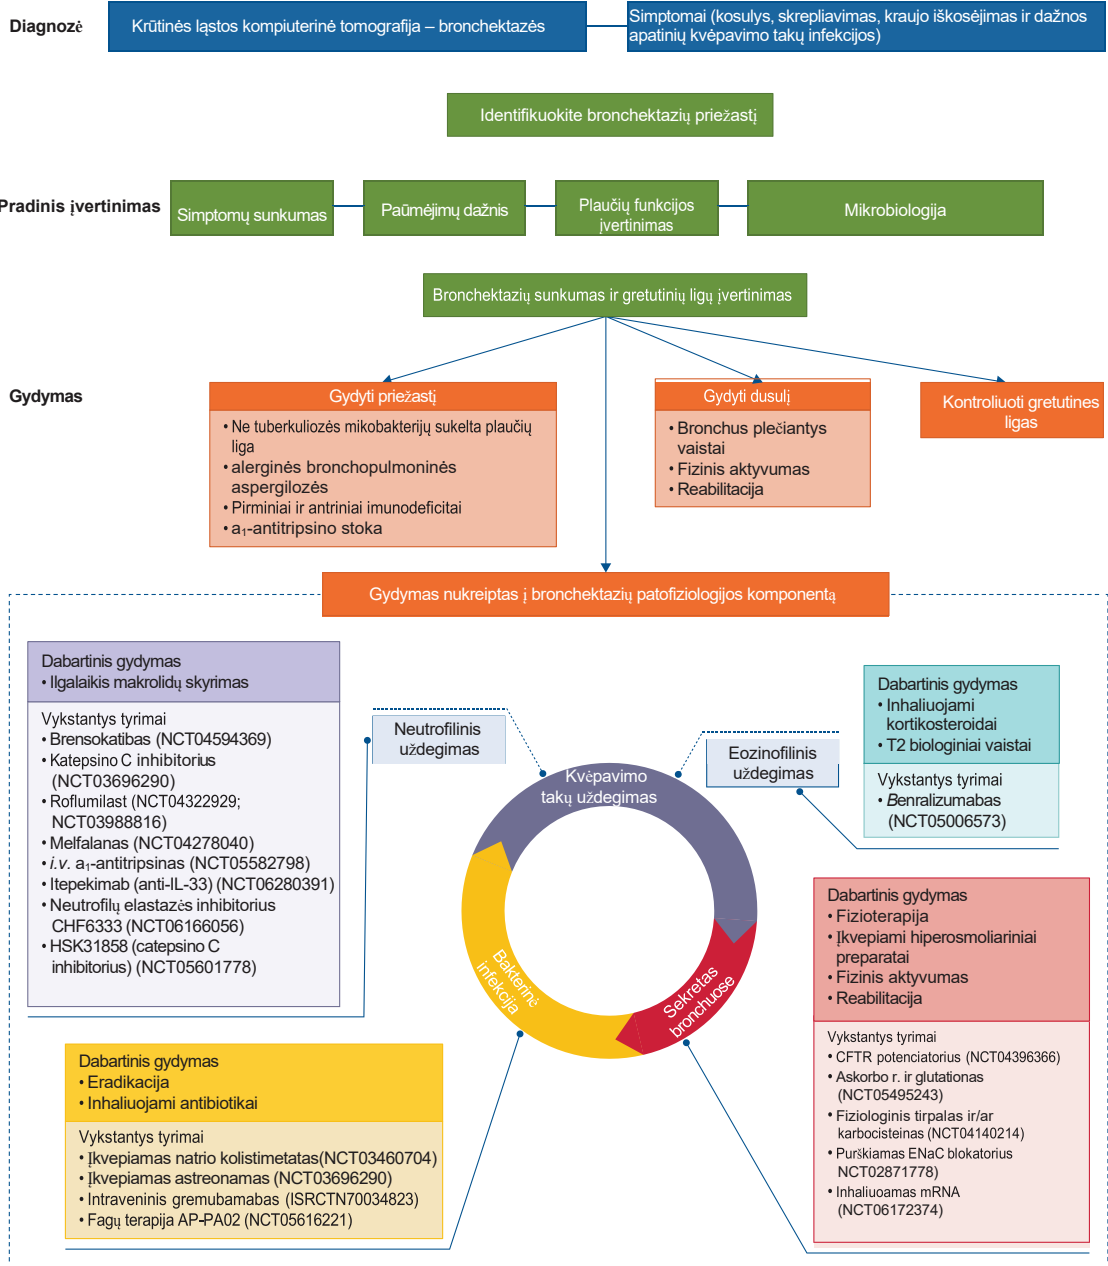 Diagnozė
Krūtinės ląstos kompiuterinė tomografija – bronchektazės
Simptomai (kosulys, skrepliavimas, kraujo iškosėjimas ir dažnos
apatinių kvėpavimo takų infekcijos)
Identifikuokite bronchektazių priežastį
Pradinis įvertinimas
Simptomų sunkumas
Paūmėjimų dažnis
Plaučių funkcijos
įvertinimas
Mikrobiologija
Bronchektazių sunkumas ir gretutinių ligų įvertinimas
Gydymas
Gydyti priežastį
• Ne tuberkuliozės mikobakterijų sukelta plaučių
liga
• alerginės bronchopulmoninės
aspergilozės
• Pirminiai ir antriniai imunodeficitai
• a₁-antitripsino stoka
Gydyti dusulį
• Bronchus plečiantys
vaistai
• Fizinis aktyvumas
• Reabilitacija
Kontroliuoti gretutines
ligas
Gydymas nukreiptas į bronchektazių patofiziologijos komponentą
Dabartinis gydymas
• Ilgalaikis makrolidų skyrimas
Vykstantys tyrimai
• Brensokatibas (NCT04594369)
• Katepsino C inhibitorius
(NCT03696290)
• Roflumilast (NCT04322929;
NCT03988816)
• Melfalanas (NCT04278040)
• i.v. a₁-antitripsinas (NCT05582798)
• Itepekimab (anti-IL-33) (NCT06280391)
• Neutrofilų elastazės inhibitorius
CHF6333 (NCT06166056)
• HSK31858 (catepsino C
inhibitorius) (NCT05601778)
Neutrofilinis
uždegimas
Eozinofilinis
uždegimas
Kvėpavimo
takų uždegimas
Bakterinė
infekcija
Sekretas
bronchuose
Dabartinis gydymas
• Inhaliuojami
kortikosteroidai
• T2 biologiniai vaistai
Vykstantys tyrimai
• Benralizumabas
(NCT05006573)
Dabartinis gydymas
• Fizioterapija
• Įkvepiami hiperosmoliariniai
preparatai
• Fizinis aktyvumas
• Reabilitacija
Vykstantys tyrimai
• CFTR potenciatorius (NCT04396366)
• Askorbo r. ir glutationas
(NCT05495243)
• Fiziologinis tirpalas ir/ar
karbocisteinas (NCT04140214)
• Purškiamas ENaC blokatorius
NCT02871778)
• Inhaliuoamas mRNA
(NCT06172374)
Dabartinis gydymas
• Eradikacija
• Inhaliuojami antibiotikai
Vykstantys tyrimai
• Įkvepiamas natrio kolistimetatas(NCT03460704)
• Įkvepiamas astreonamas (NCT03696290)
• Intraveninis gremubamabas (ISRCTN70034823)
• Fagų terapija AP-PA02 (NCT05616221)